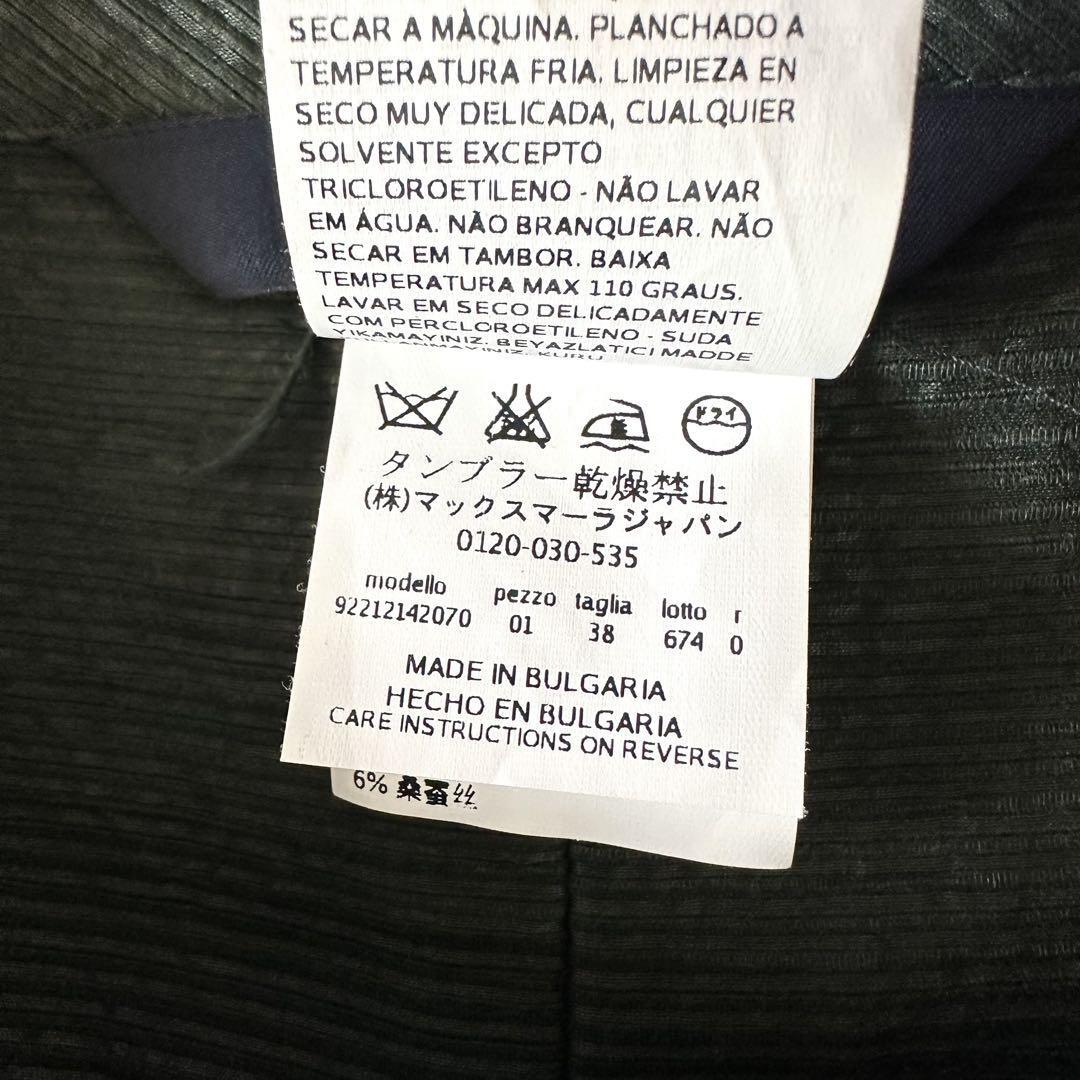 SECAR A MÀQUINA. PLANCHADO A
TEMPERATURA FRIA. LIMPIEZA EN
SECO MUY DELICADA, CUALQUIER
SOLVENTE EXCEPTO
TRICLOROETILENO - NÃO LAVAR
EM ÁGUA. NÃO BRANQUEAR. NÃO
SECAR EM TAMBOR. BAIXA
TEMPERATURA MAX 110 GRAUS.
LAVAR EM SECO DELICADAMENTE
COM PERCLOROETILENO - SUDA
YIKAMAYINIZ. BEYAZLATICI MADDE
KURU
ドライ
タンブラー乾燥禁止
(株)マックスマーラジャパン
0120-030-535
modello pezzo taglia lotto r
92212142070 01 38 674 0
MADE IN BULGARIA
HECHO EN BULGARIA
CARE INSTRUCTIONS ON REVERSE
6% 桑蚕丝